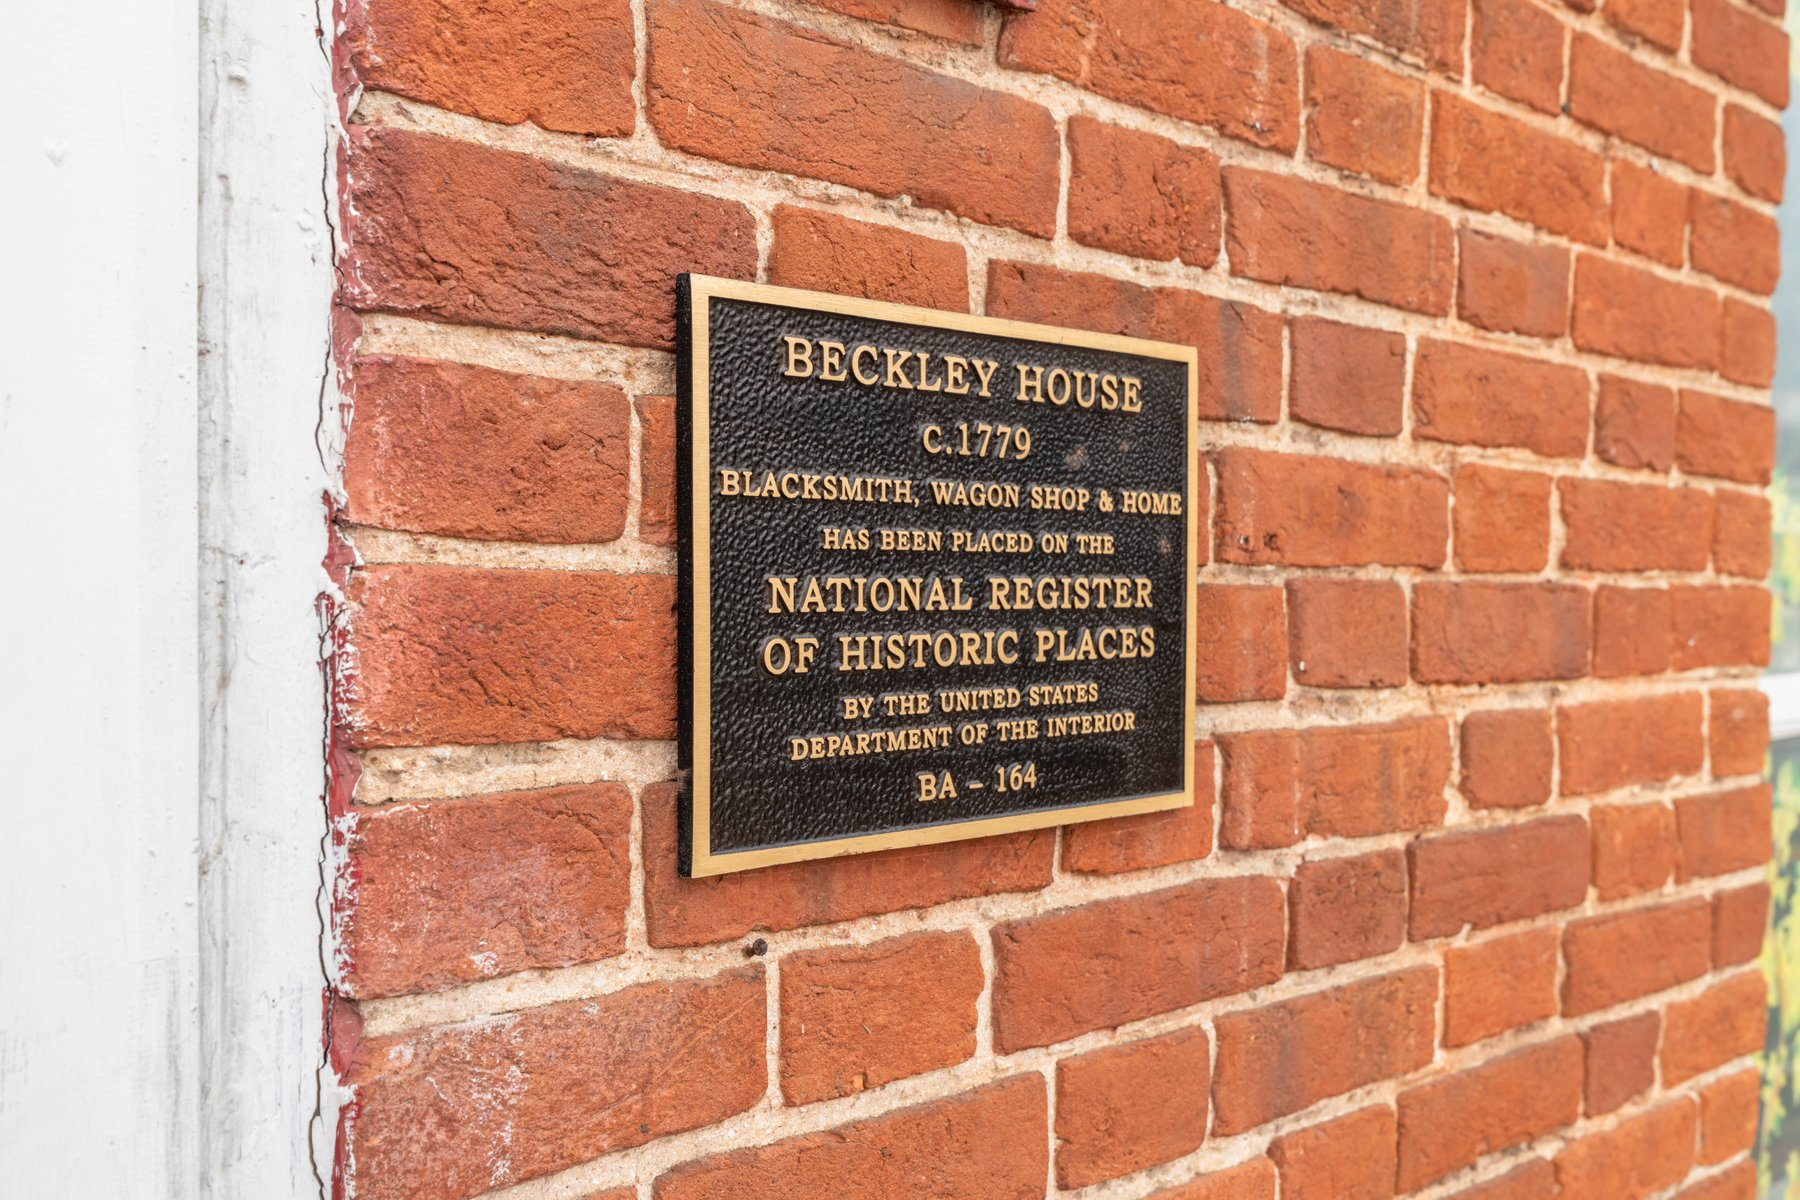 BECKLEY HOUSE
C.1779
BLACKSMITH, WAGON SHOP & HOME
HAS BEEN PLACED ON THE
NATIONAL REGISTER
OF HISTORIC PLACES
BY THE UNITED STATES
DEPARTMENT OF THE INTERIOR
BA – 164